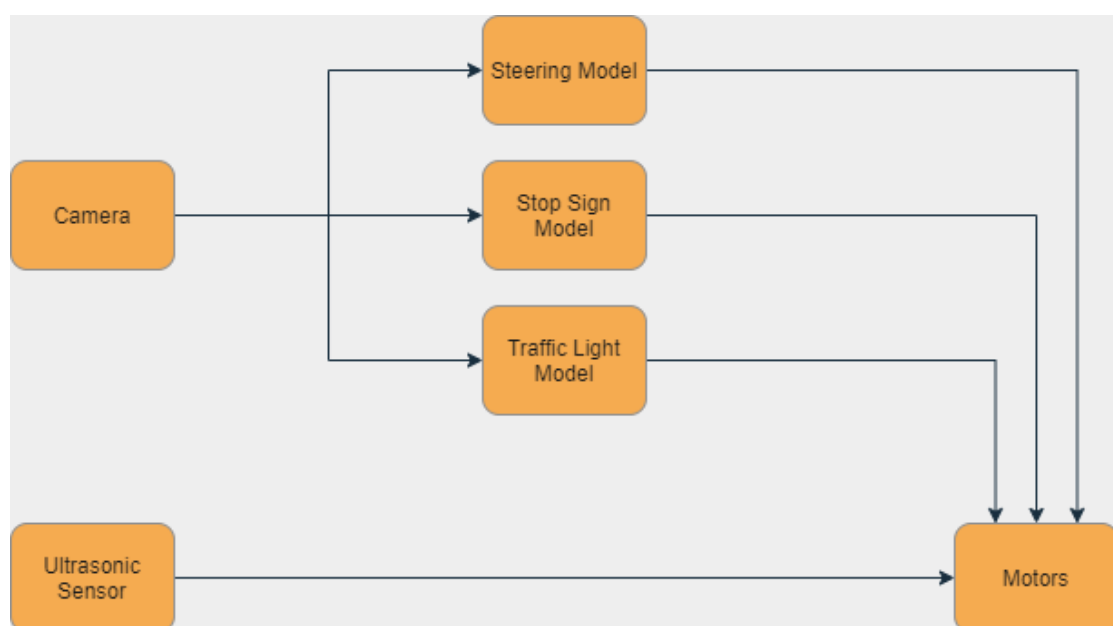 Steering Model
Camera
Stop Sign
Model
Traffic Light
Model
Ultrasonic
Sensor
Motors